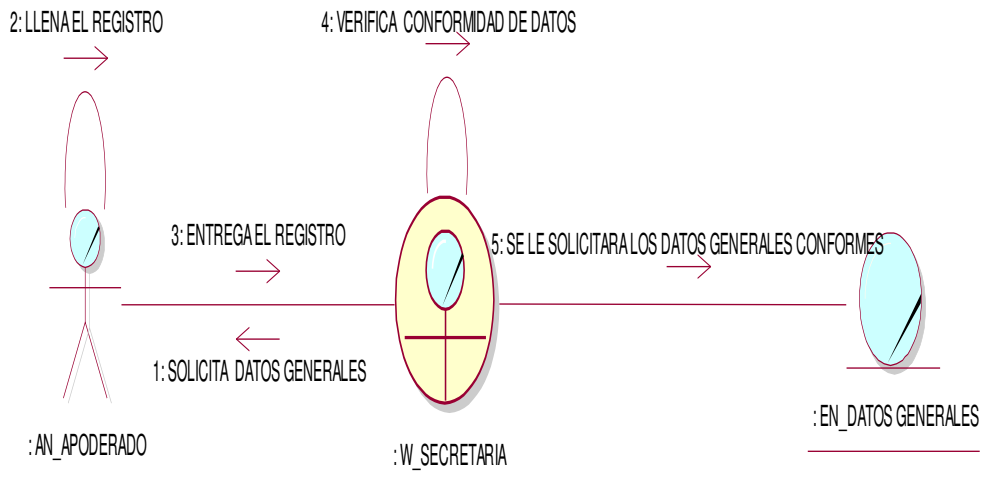 2: LLENA EL REGISTRO
4: VERIFICA CONFORMIDAD DE DATOS
3: ENTREGA EL REGISTRO
5: SE LE SOLICITARA LOS DATOS GENERALES CONFORMES
1: SOLICITA DATOS GENERALES
: EN_DATOS GENERALES
: AN_APODERADO
: W_SECRETARIA